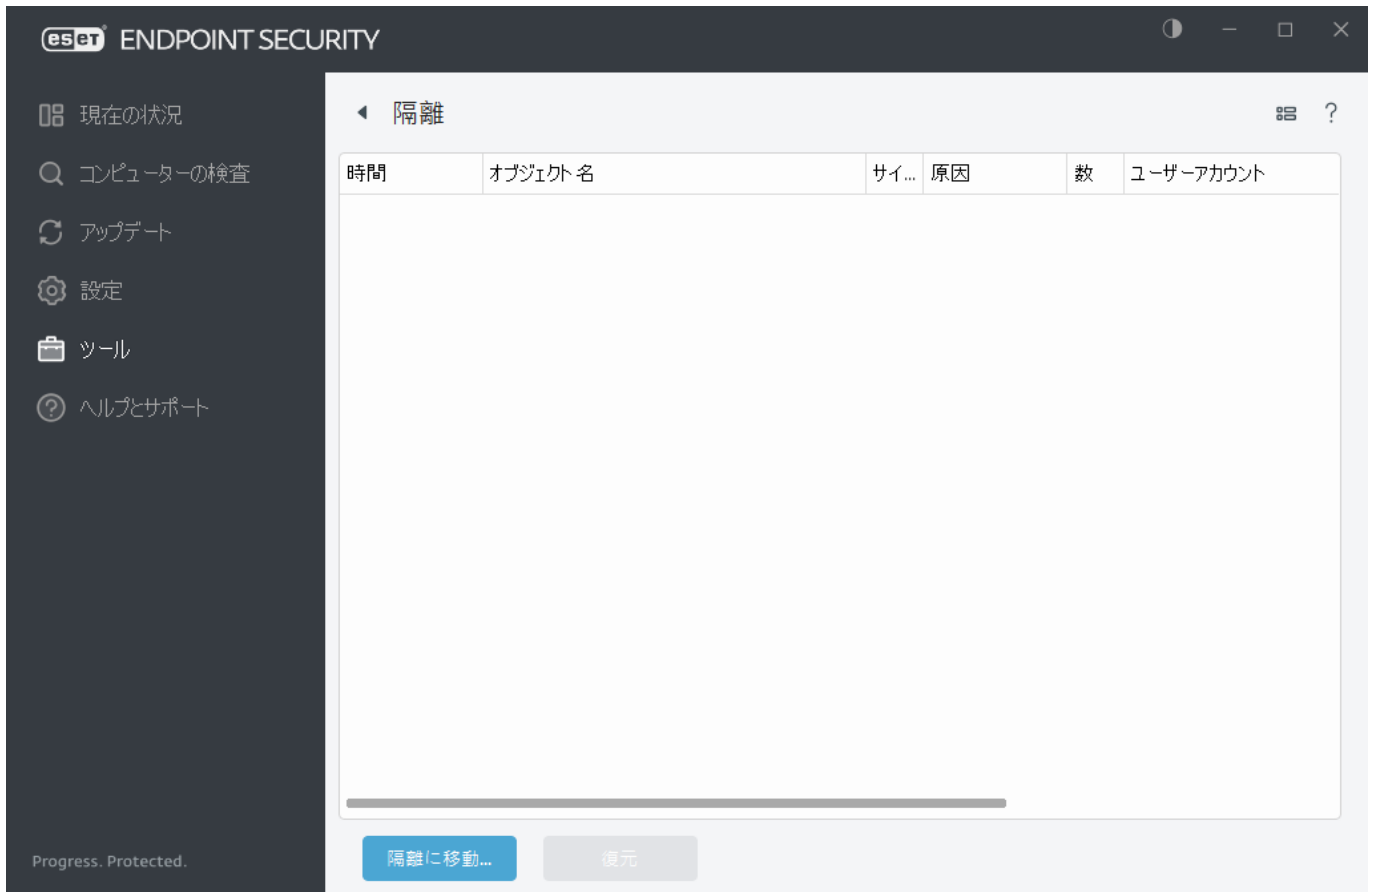 eset ENDPOINT SECURITY
現在の状況
コンピューターの検査
アップデート
設定
ツール
ヘルプとサポート
Progress. Protected.
隔離
?
時間 オブジェクト名 サイ... 原因 数 ユーザーアカウント
隔離に移動... 復元